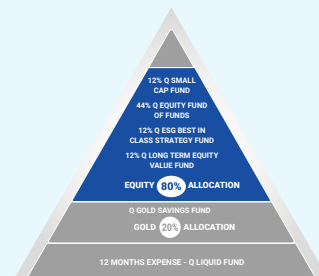 12% Q SMALL
CAP FUND
44% Q EQUITY FUND
OF FUNDS
12% Q ESG BEST IN
CLASS STRATEGY FUND
12% Q LONG TERM EQUITY
VALUE FUND
EQUITY 80% ALLOCATION
Q GOLD SAVINGS FUND
GOLD 20% ALLOCATION
12 MONTHS EXPENSE - Q LIQUID FUND